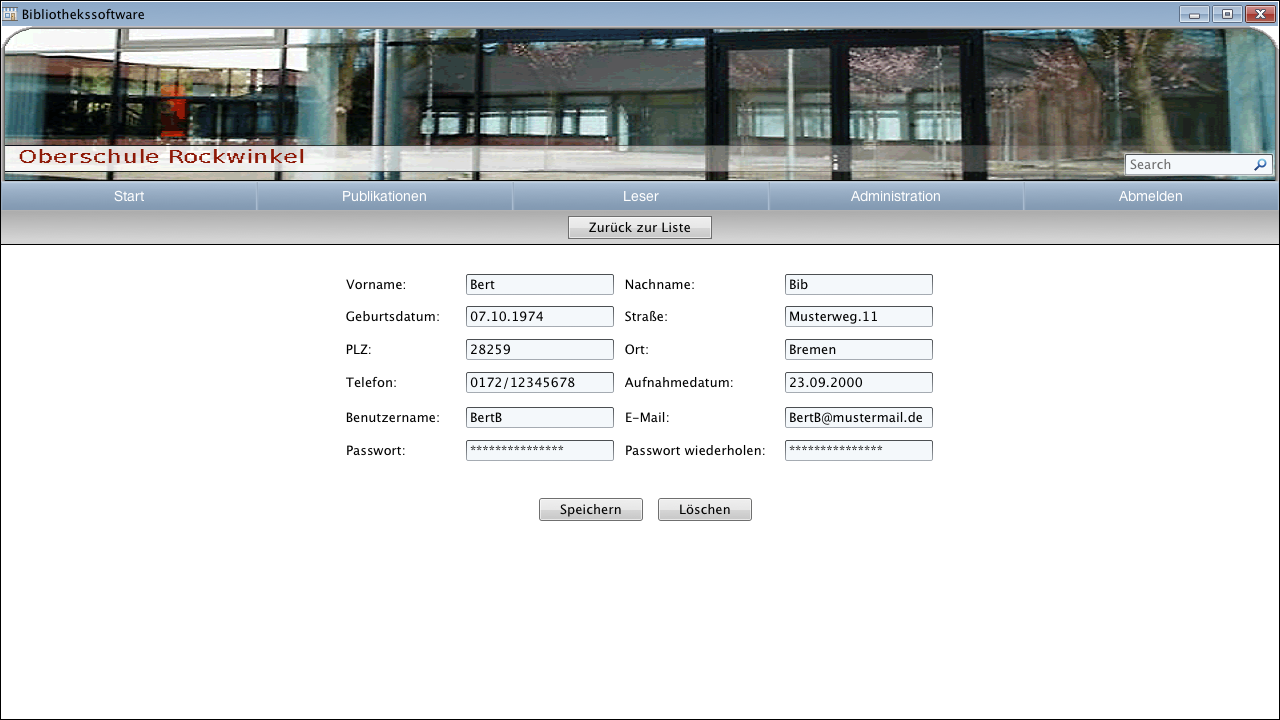 Bibliothekssoftware
Oberschule Rockwinkel
Search
Start Publikationen Leser Administration Abmelden
Zurück zur Liste
Vorname: Bert Nachname: Bib
Geburtsdatum: 07.10.1974 Straße: Musterweg.11
PLZ: 28259 Ort: Bremen
Telefon: 0172/12345678 Aufnahmedatum: 23.09.2000
Benutzername: BertB E-Mail: BertB@mustermail.de
Passwort: *************** Passwort wiederholen: ***************
Speichern Löschen